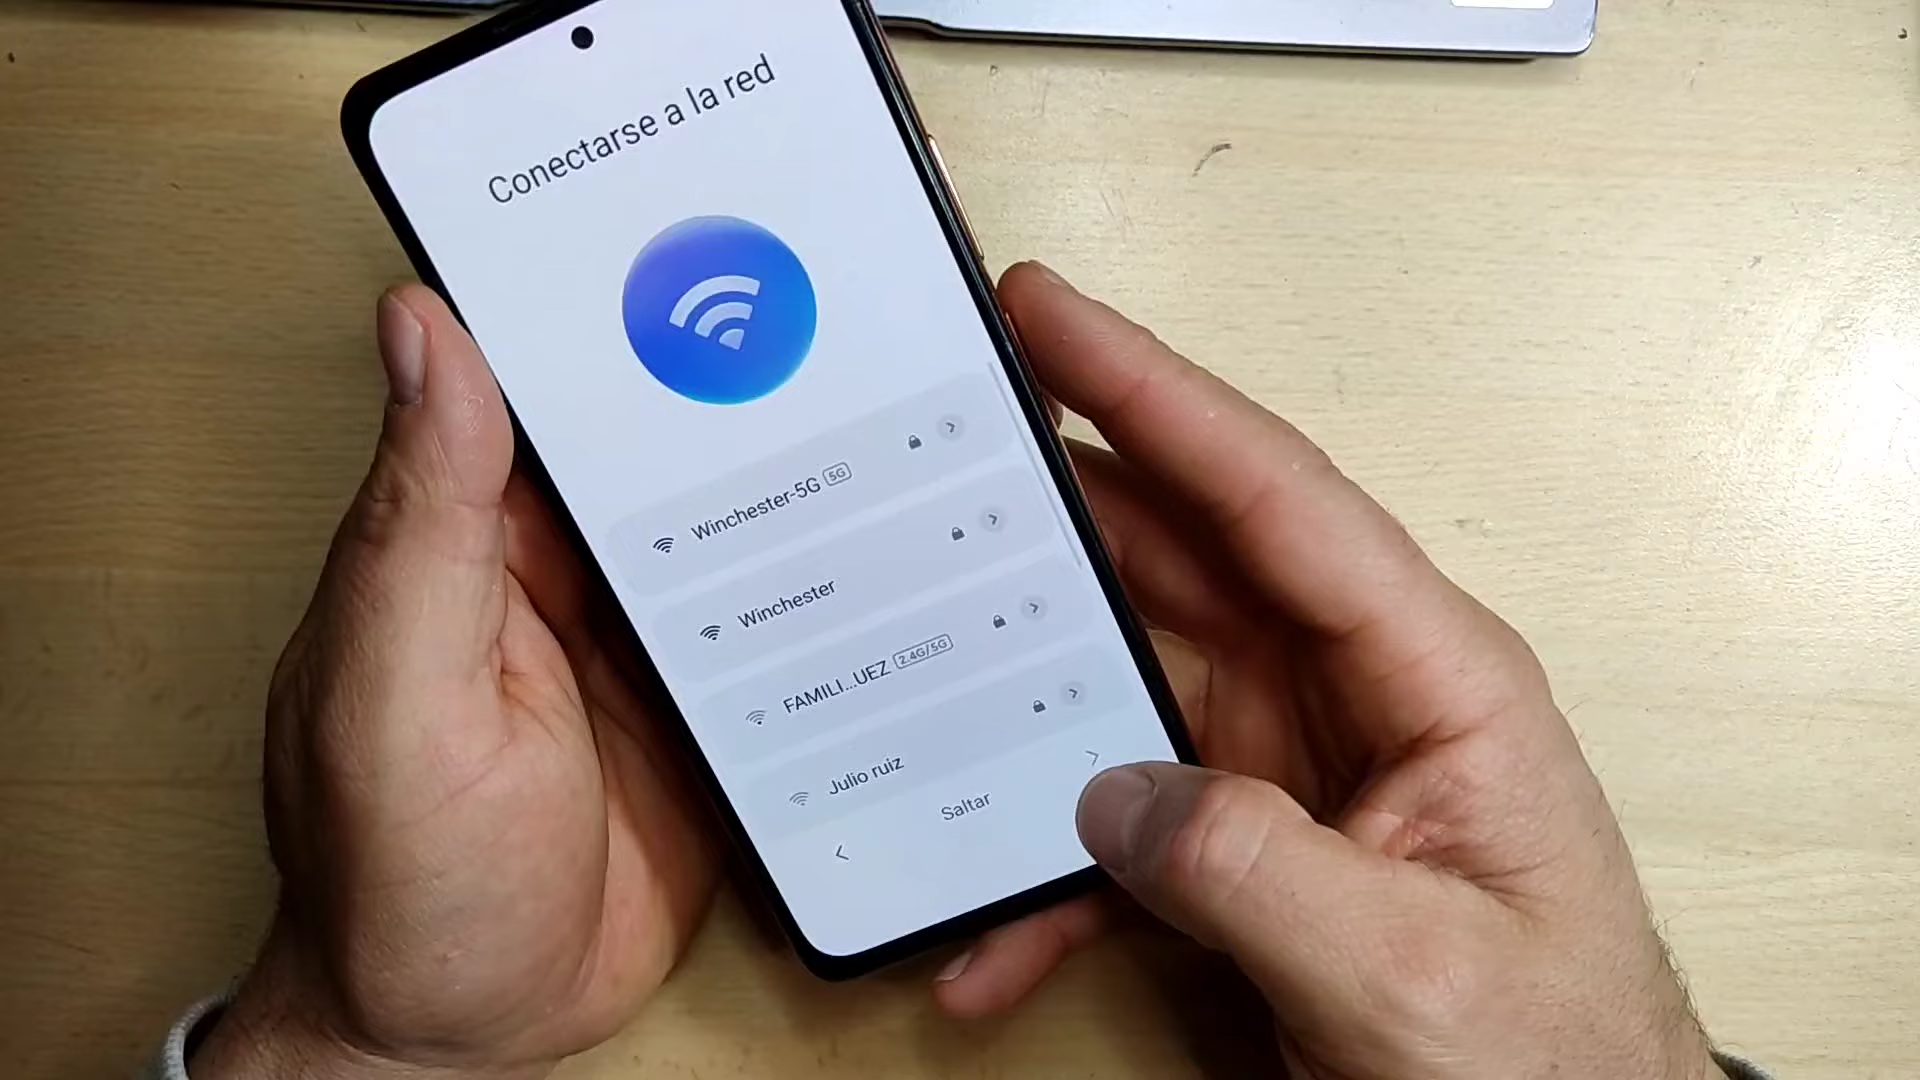 Conectarse a la red
Winchester-5G 5G
Winchester
FAMILI...UEZ 2.4G/5G
Julio ruiz
Saltar